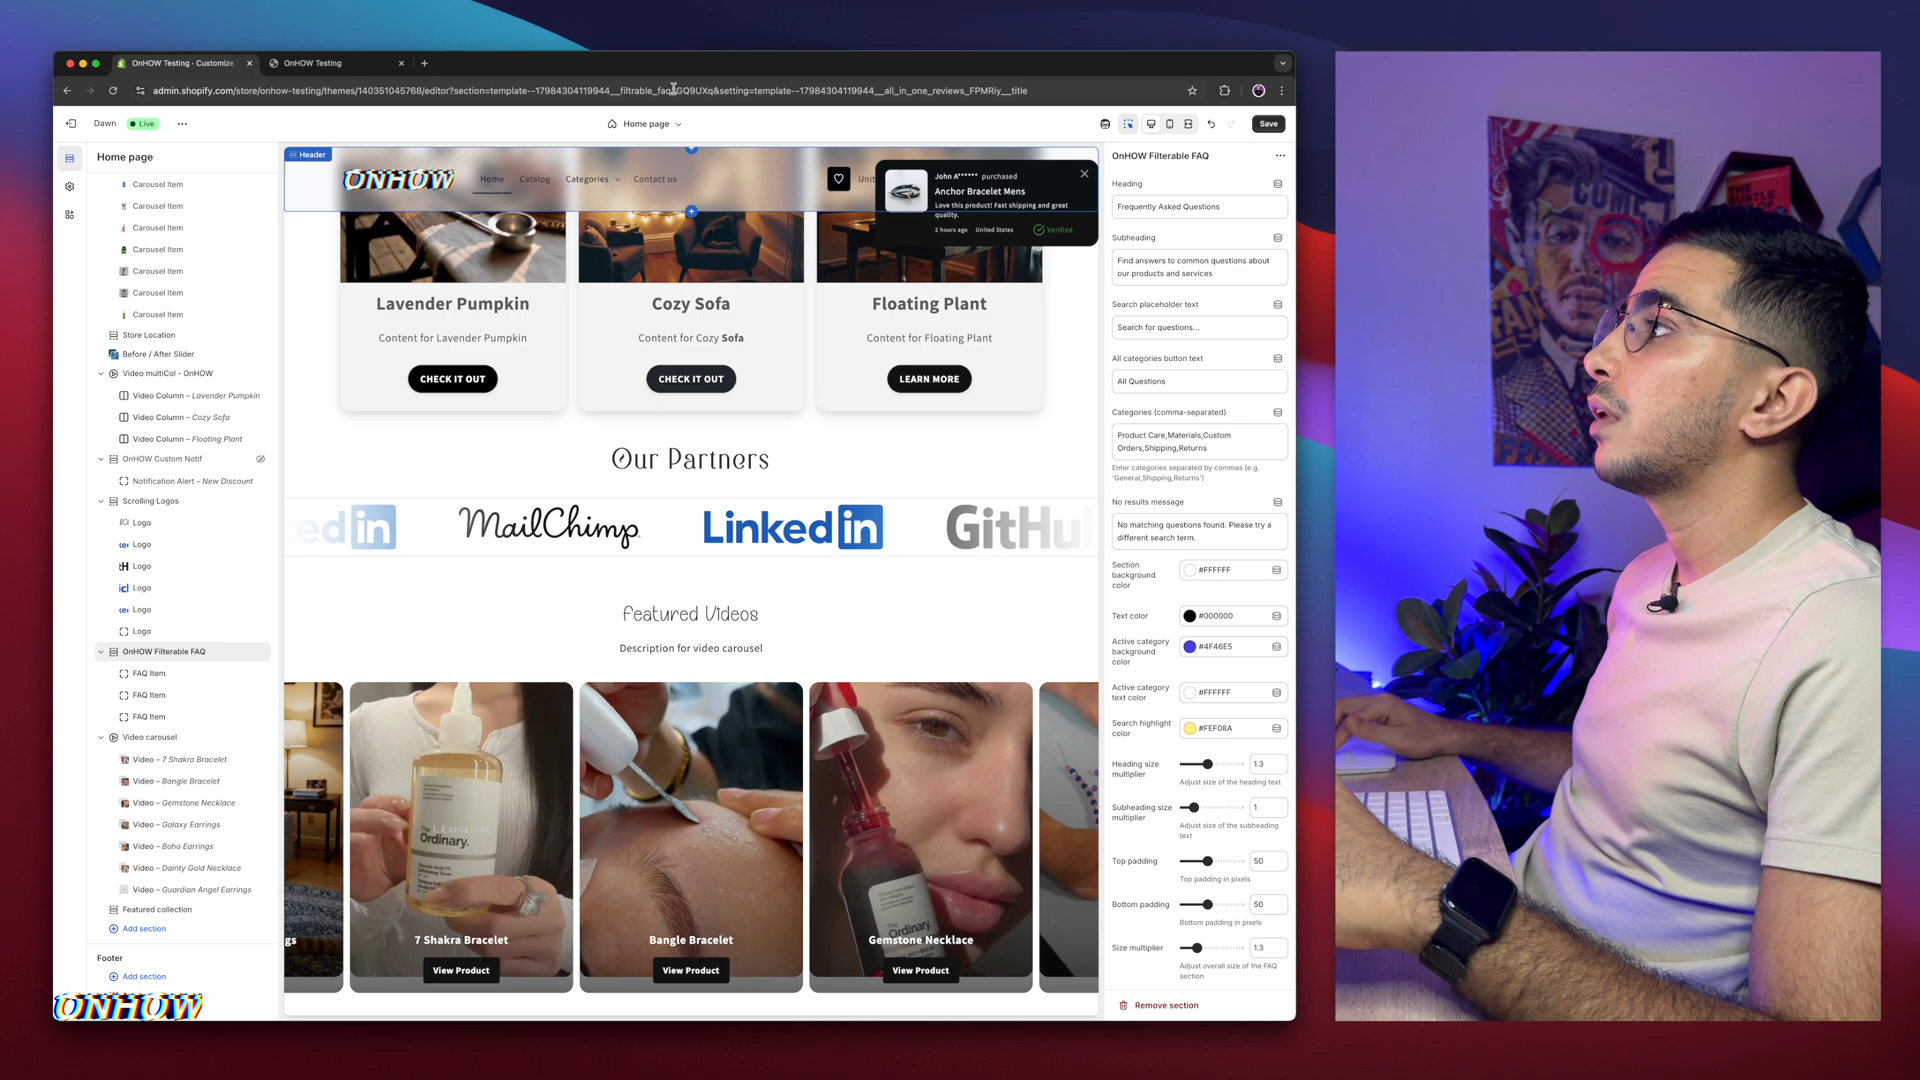 OnHOW Testing · Customize
OnHOW Testing
admin.shopify.com/store/onhow-testing/themes/140351045768/editor?section=template--17984304119944__filtrable_faq_GQ9UXq&setting=template--17984304119944__all_in_one_reviews_FPMRiy__title
Dawn
Live
Home page
Save
Home page
Carousel Item
Carousel Item
Carousel Item
Carousel Item
Carousel Item
Carousel Item
Carousel Item
Store Location
Before / After Slider
Video multiCol - OnHOW
Video Column – Lavender Pumpkin
Video Column – Cozy Sofa
Video Column – Floating Plant
OnHOW Custom Notif
Notification Alert – New Discount
Scrolling Logos
Logo
Logo
Logo
Logo
Logo
Logo
OnHOW Filterable FAQ
FAQ Item
FAQ Item
FAQ Item
Video carousel
Video – 7 Shakra Bracelet
Video – Bangle Bracelet
Video – Gemstone Necklace
Video – Galaxy Earrings
Video – Boho Earrings
Video – Dainty Gold Necklace
Video – Guardian Angel Earrings
Featured collection
Add section
Footer
Add section
ONHOW
Header
ONHOW
Home
Catalog
Categories
Contact us
Unit
John A****** purchased
Anchor Bracelet Mens
Love this product! Fast shipping and great
quality.
2 hours ago
United States
Verified
Lavender Pumpkin
Cozy Sofa
Floating Plant
Content for Lavender Pumpkin
Content for Cozy Sofa
Content for Floating Plant
CHECK IT OUT
CHECK IT OUT
LEARN MORE
Our Partners
ed in
MailChimp
Linked in
GitHu
Featured Videos
Description for video carousel
The
Ordinary.
gs
7 Shakra Bracelet
Bangle Bracelet
Gemstone Necklace
View Product
View Product
View Product
OnHOW Filterable FAQ
Heading
Frequently Asked Questions
Subheading
Find answers to common questions about
our products and services
Search placeholder text
Search for questions...
All categories button text
All Questions
Categories (comma-separated)
Product Care,Materials,Custom
Orders,Shipping,Returns
Enter categories separated by commas (e.g.
'General,Shipping,Returns')
No results message
No matching questions found. Please try a
different search term.
Section
background
color
#FFFFFF
Text color
#000000
Active category
background
color
#4F46E5
Active category
text color
#FFFFFF
Search highlight
color
#FEF08A
Heading size
multiplier
1.3
Adjust size of the heading text
Subheading size
multiplier
1
Adjust size of the subheading
text
Top padding
50
Top padding in pixels
Bottom padding
50
Bottom padding in pixels
Size multiplier
1.3
Adjust overall size of the FAQ
section
Remove section